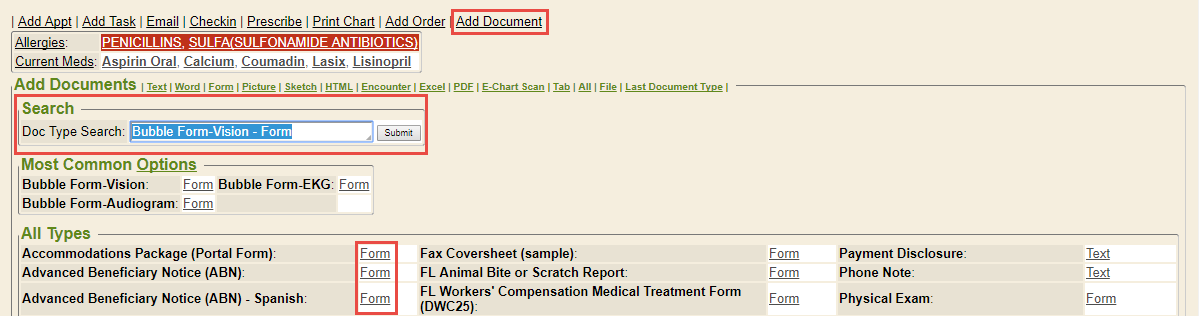 | Add Appt | Add Task | Email | Checkin | Prescribe | Print Chart | Add Order | Add Document
Allergies: PENICILLINS, SULFA(SULFONAMIDE ANTIBIOTICS)
Current Meds: Aspirin Oral, Calcium, Coumadin, Lasix, Lisinopril
Add Documents | Text | Word | Form | Picture | Sketch | HTML | Encounter | Excel | PDF | E-Chart Scan | Tab | All | File | Last Document Type |
Search
Doc Type Search: Bubble Form-Vision - Form Submit
Most Common Options
Bubble Form-Vision: Form Bubble Form-EKG: Form
Bubble Form-Audiogram: Form
All Types
Accommodations Package (Portal Form): Form Fax Coversheet (sample): Form Payment Disclosure: Text
Advanced Beneficiary Notice (ABN): Form FL Animal Bite or Scratch Report: Form Phone Note: Text
Advanced Beneficiary Notice (ABN) - Spanish: Form FL Workers' Compensation Medical Treatment Form (DWC25): Form Physical Exam: Form